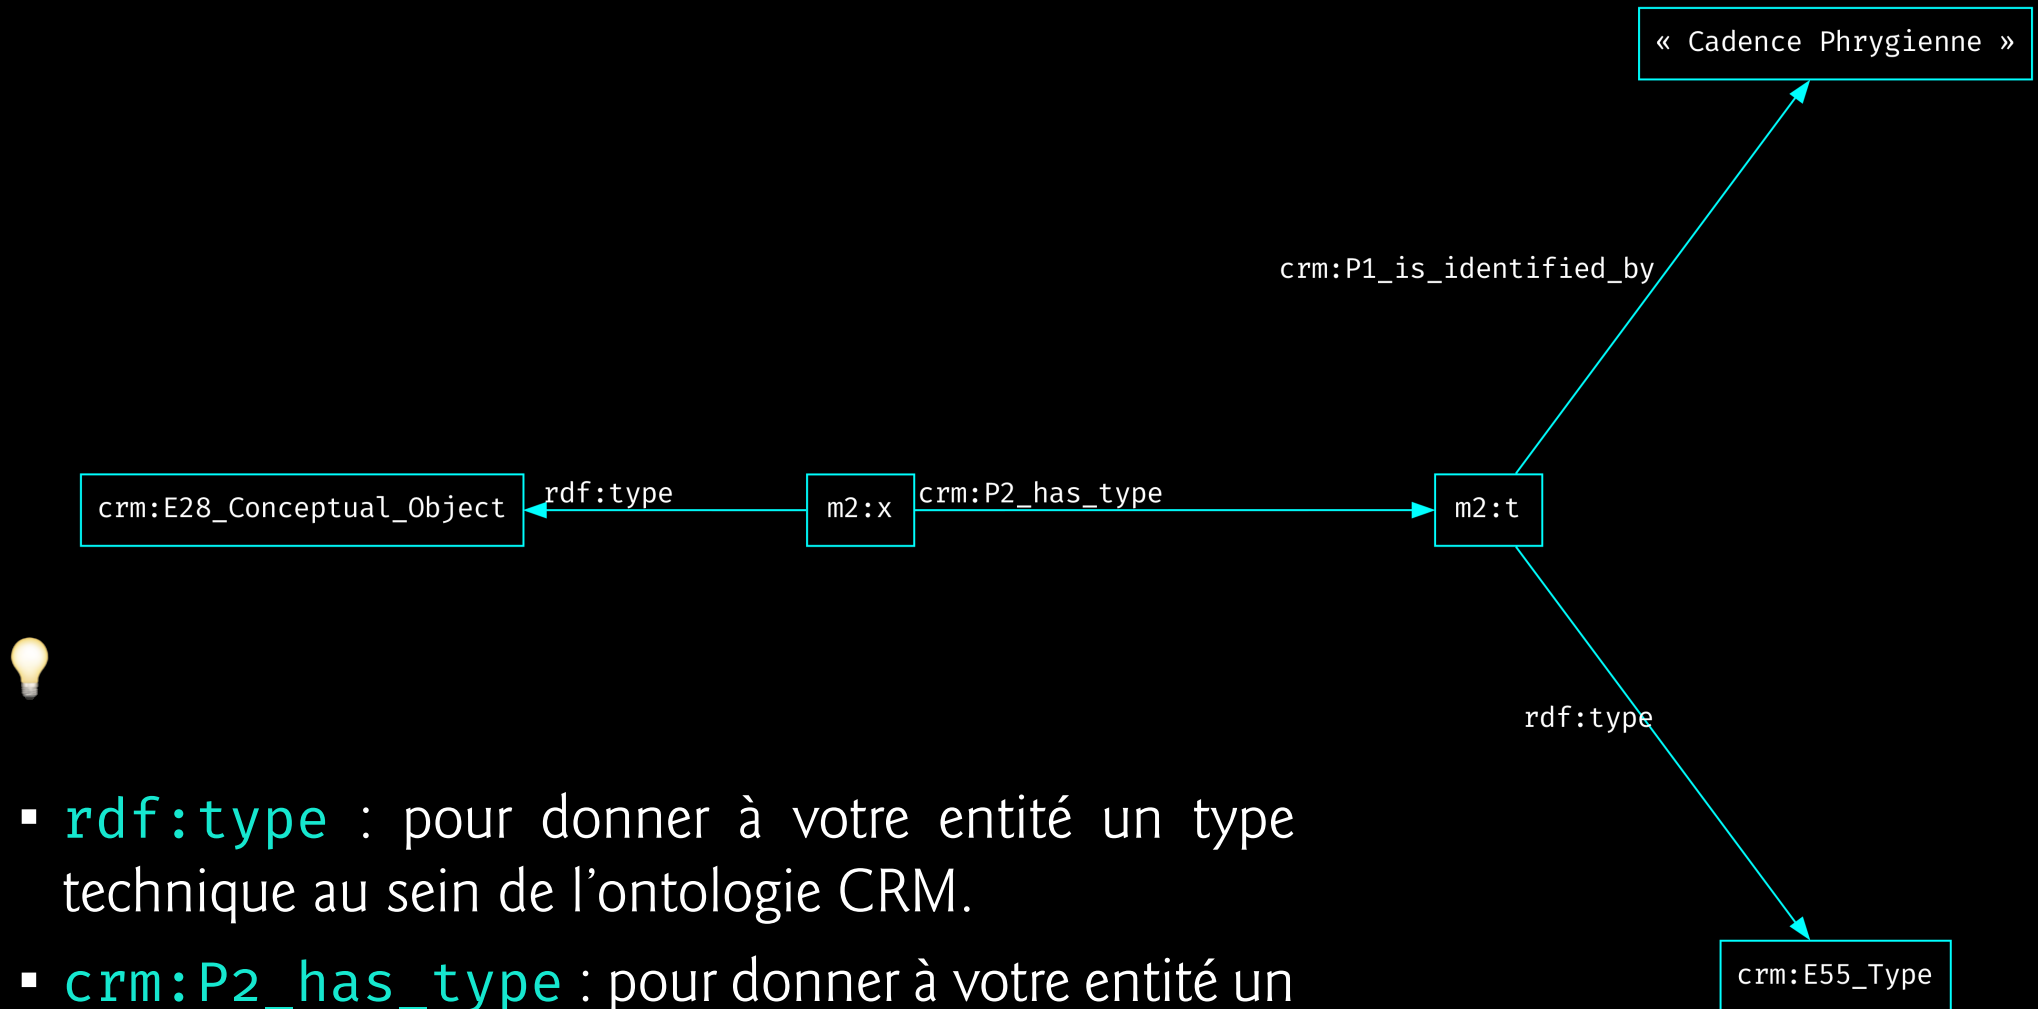 « Cadence Phrygienne »
crm:P1_is_identified_by
crm:E28_Conceptual_Object
rdf:type
m2:x
crm:P2_has_type
m2:t
rdf:type
▪ rdf:type : pour donner à votre entité un type
technique au sein de l’ontologie CRM.
▪ crm:P2_has_type : pour donner à votre entité un
crm:E55_Type